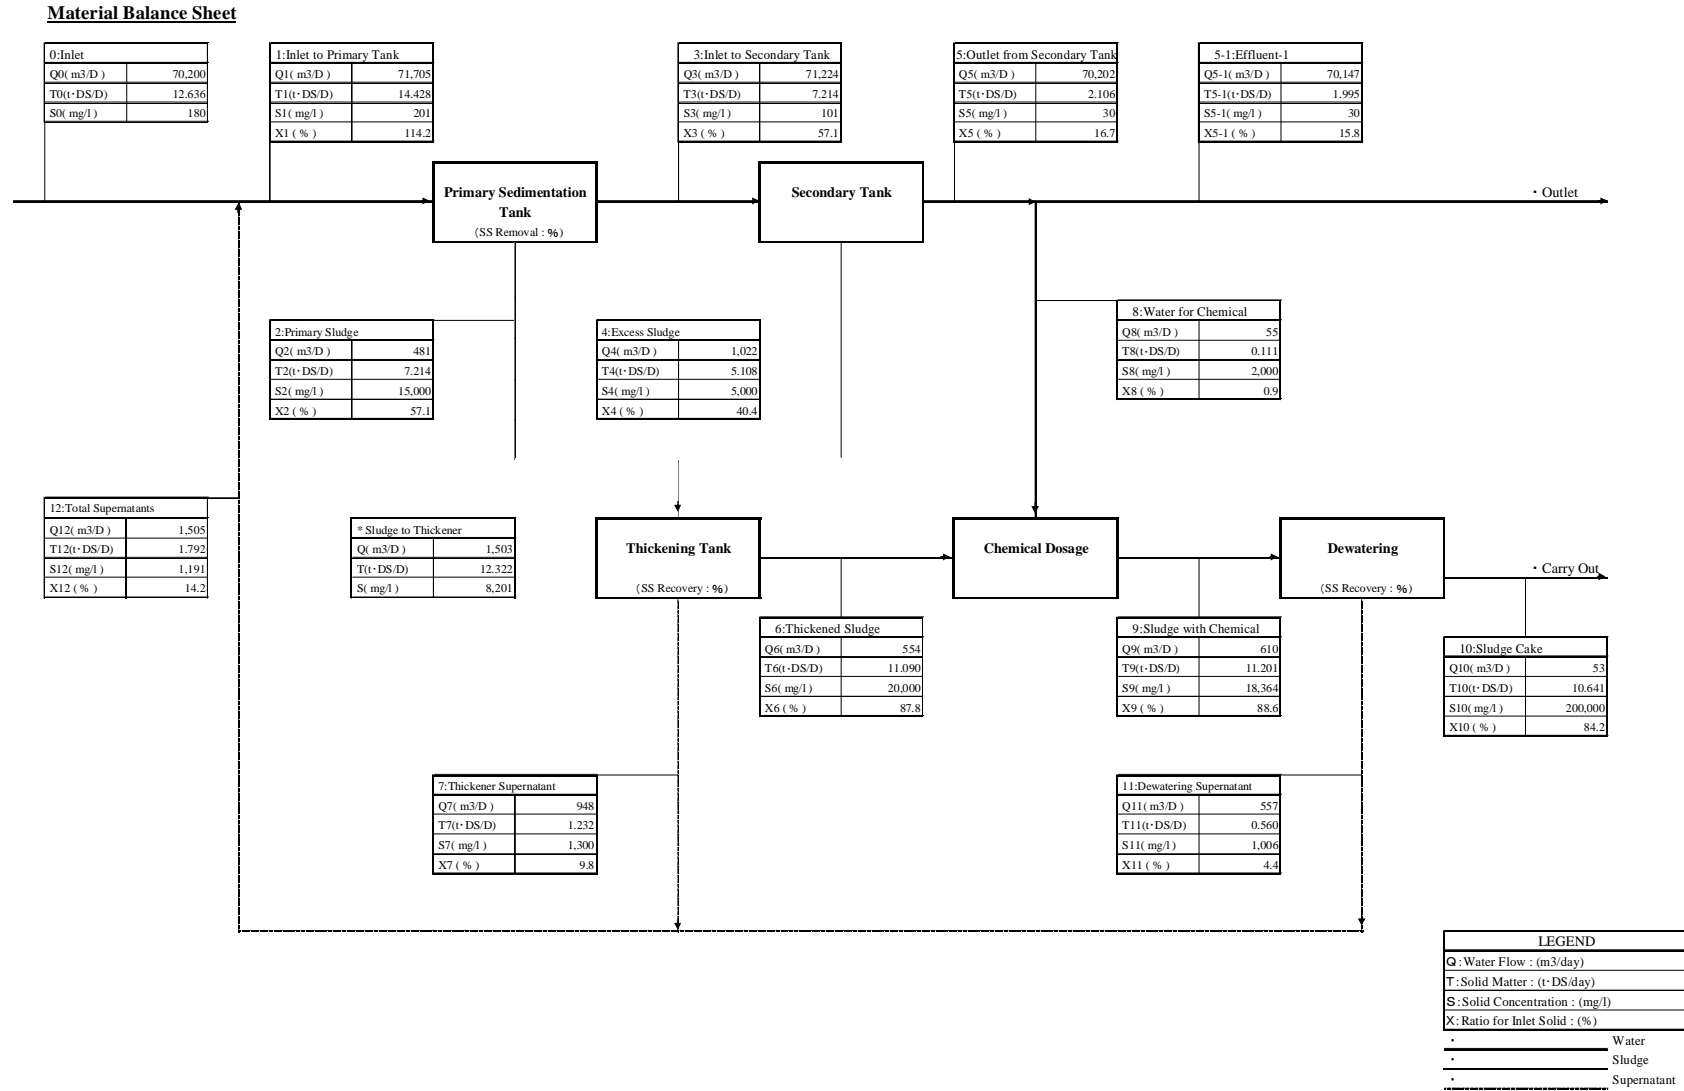 Material Balance Sheet
0:Inlet
Q0( m3/D ) 70,200
T0(t･DS/D) 12.636
S0( mg/l ) 180
1:Inlet to Primary Tank
Q1( m3/D ) 71,705
T1(t･DS/D) 14.428
S1( mg/l ) 201
X1 ( % ) 114.2
3:Inlet to Secondary Tank
Q3( m3/D ) 71,224
T3(t･DS/D) 7.214
S3( mg/l ) 101
X3 ( % ) 57.1
5:Outlet from Secondary Tank
Q5( m3/D ) 70,202
T5(t･DS/D) 2.106
S5( mg/l ) 30
X5 ( % ) 16.7
5-1:Effluent-1
Q5-1( m3/D ) 70,147
T5-1(t･DS/D) 1.995
S5-1( mg/l ) 30
X5-1 ( % ) 15.8
Primary Sedimentation
Tank
(SS Removal : %)
Secondary Tank
･ Outlet
2:Primary Sludge
Q2( m3/D ) 481
T2(t･DS/D) 7.214
S2( mg/l ) 15,000
X2 ( % ) 57.1
4:Excess Sludge
Q4( m3/D ) 1,022
T4(t･DS/D) 5.108
S4( mg/l ) 5,000
X4 ( % ) 40.4
8:Water for Chemical
Q8( m3/D ) 55
T8(t･DS/D) 0.111
S8( mg/l ) 2,000
X8 ( % ) 0.9
12:Total Supernatants
Q12( m3/D ) 1,505
T12(t･DS/D) 1.792
S12( mg/l ) 1,191
X12 ( % ) 14.2
* Sludge to Thickener
Q( m3/D ) 1,503
T(t･DS/D) 12.322
S( mg/l ) 8,201
Thickening Tank
(SS Recovery : %)
Chemical Dosage
Dewatering
(SS Recovery : %)
･ Carry Out
6:Thickened Sludge
Q6( m3/D ) 554
T6(t･DS/D) 11.090
S6( mg/l ) 20,000
X6 ( % ) 87.8
9:Sludge with Chemical
Q9( m3/D ) 610
T9(t･DS/D) 11.201
S9( mg/l ) 18,364
X9 ( % ) 88.6
10:Sludge Cake
Q10( m3/D ) 53
T10(t･DS/D) 10.641
S10( mg/l ) 200,000
X10 ( % ) 84.2
7:Thickener Supernatant
Q7( m3/D ) 948
T7(t･DS/D) 1.232
S7( mg/l ) 1,300
X7 ( % ) 9.8
11:Dewatering Supernatant
Q11( m3/D ) 557
T11(t･DS/D) 0.560
S11( mg/l ) 1,006
X11 ( % ) 4.4
LEGEND
Q:Water Flow : (m3/day)
T:Solid Matter : (t･DS/day)
S:Solid Concentration : (mg/l)
X:Ratio for Inlet Solid : (%)
･ Water
･ Sludge
･ Supernatant